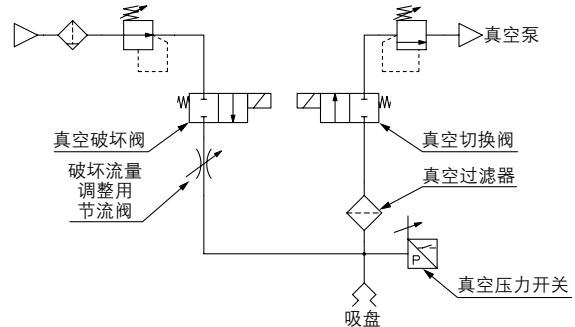 真空泵
真空破坏阀
真空切换阀
破坏流量
调整用
节流阀
真空过滤器
P
真空压力开关
吸盘